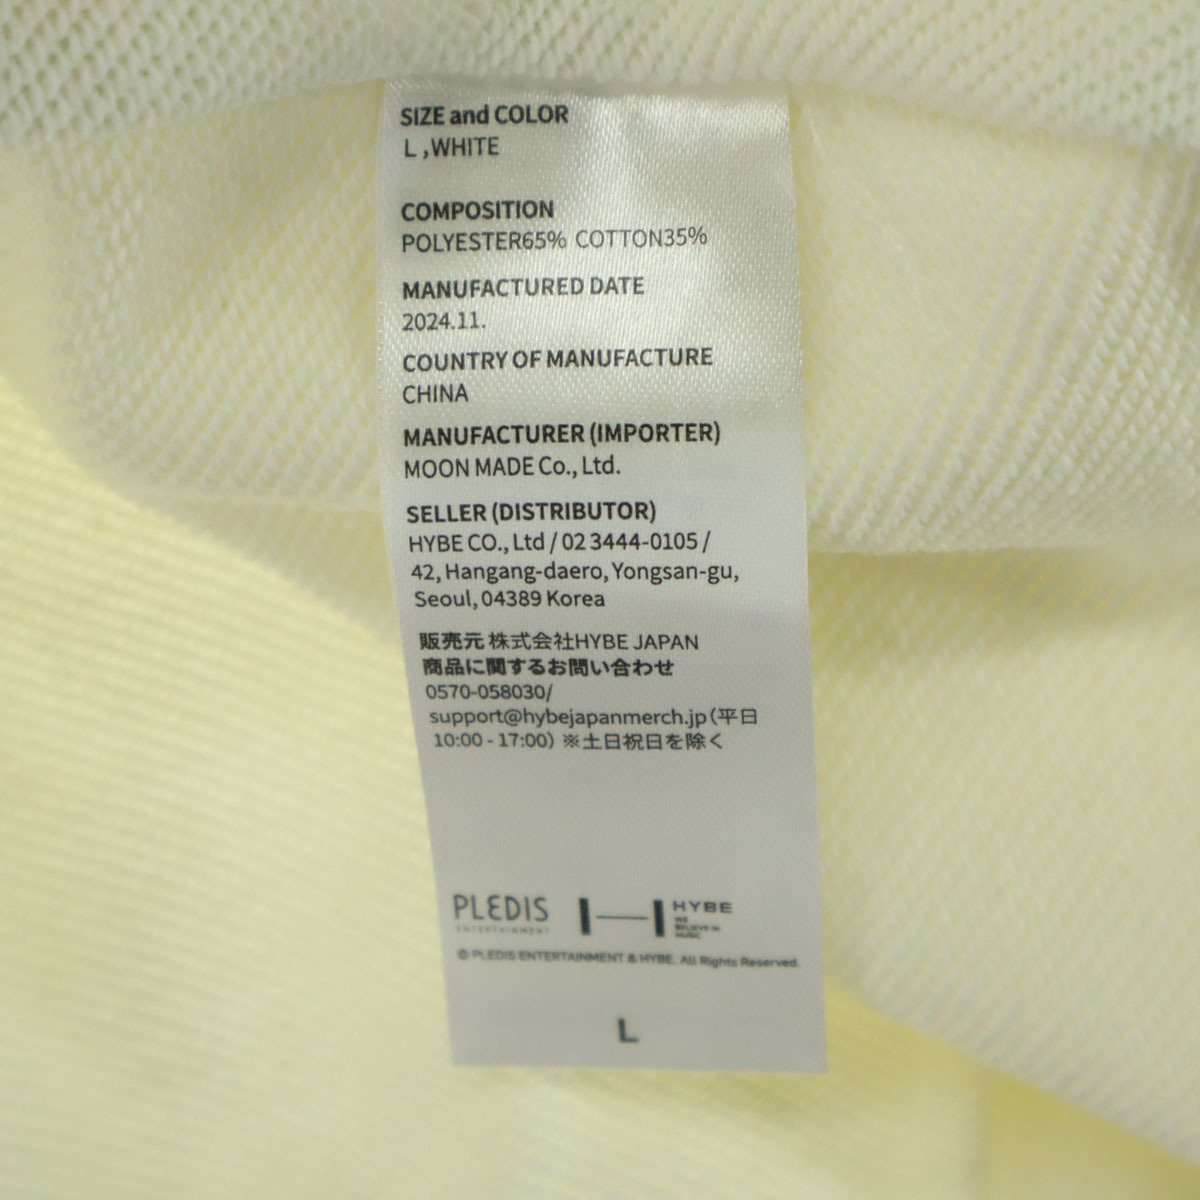 SIZE and COLOR
L ,WHITE
COMPOSITION
POLYESTER65% COTTON35%
MANUFACTURED DATE
2024.11.
COUNTRY OF MANUFACTURE
CHINA
MANUFACTURER (IMPORTER)
MOON MADE Co., Ltd.
SELLER (DISTRIBUTOR)
HYBE CO., Ltd / 02 3444-0105 /
42, Hangang-daero, Yongsan-gu,
Seoul, 04389 Korea
販売元 株式会社HYBE JAPAN
商品に関するお問い合わせ
0570-058030/
support@hybejapanmerch.jp（平日
10:00 - 17:00）※土日祝日を除く
PLEDIS
ENTERTAINMENT
HYBE
WE
BELIEVE IN
MUSIC
© PLEDIS ENTERTAINMENT & HYBE. All Rights Reserved.
L